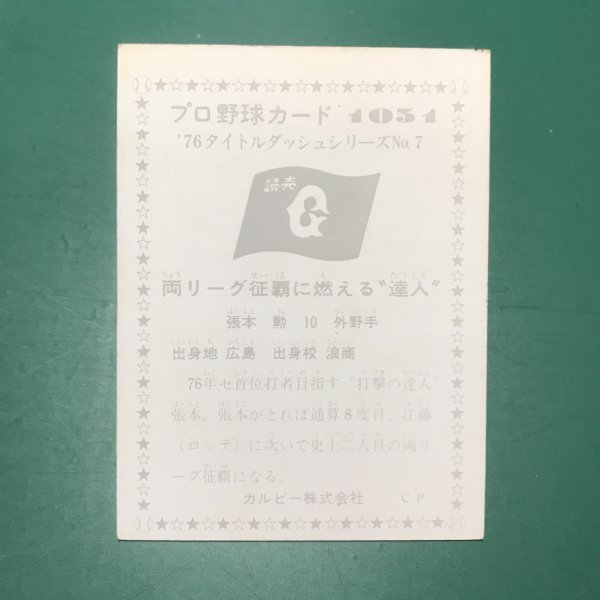 プロ野球カード 1051
'76タイトルダッシュシリーズNo.7
読売
G
両リーグ征覇に燃える"達人"
張本 勲 10 外野手
出身地 広島 出身校 浪商
76年セ首位打者目指す"打撃の達人"
張本。張本がとれば通算8度目、江藤
(ロッテ)に次いで史上二人目の両リ
ーグ征覇になる。
カルビー株式会社 C.P